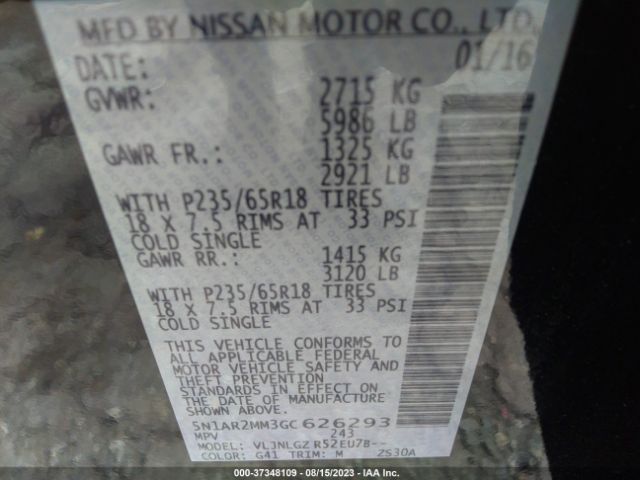 MFD BY NISSAN MOTOR CO., LTD.
DATE: 01/16
GVWR: 2715 KG
5986 LB
GAWR FR.: 1325 KG
2921 LB
WITH P235/65R18 TIRES
18 X 7.5 RIMS AT 33 PSI
COLD SINGLE
GAWR RR.: 1415 KG
3120 LB
WITH P235/65R18 TIRES
18 X 7.5 RIMS AT 33 PSI
COLD SINGLE
THIS VEHICLE CONFORMS TO
ALL APPLICABLE FEDERAL
MOTOR VEHICLE SAFETY AND
THEFT PREVENTION
STANDARDS IN EFFECT ON
THE DATE OF MANUFACTURE
SHOWN ABOVE.
5N1AR2MM3GC626293
MPV 243
MODEL: VLJNLGZ R52EU7B--
COLOR: G41 TRIM: M ZS30A
© IAA 000-37348109 - 08/15/2023 - IAAI.COM